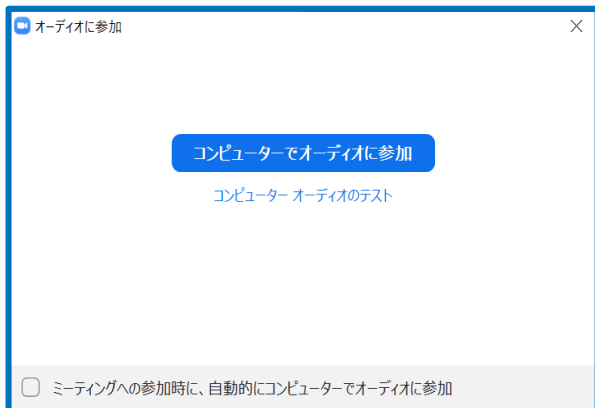 オーディオに参加
コンピューターでオーディオに参加
コンピューター オーディオのテスト
ミーティングへの参加時に、自動的にコンピューターでオーディオに参加